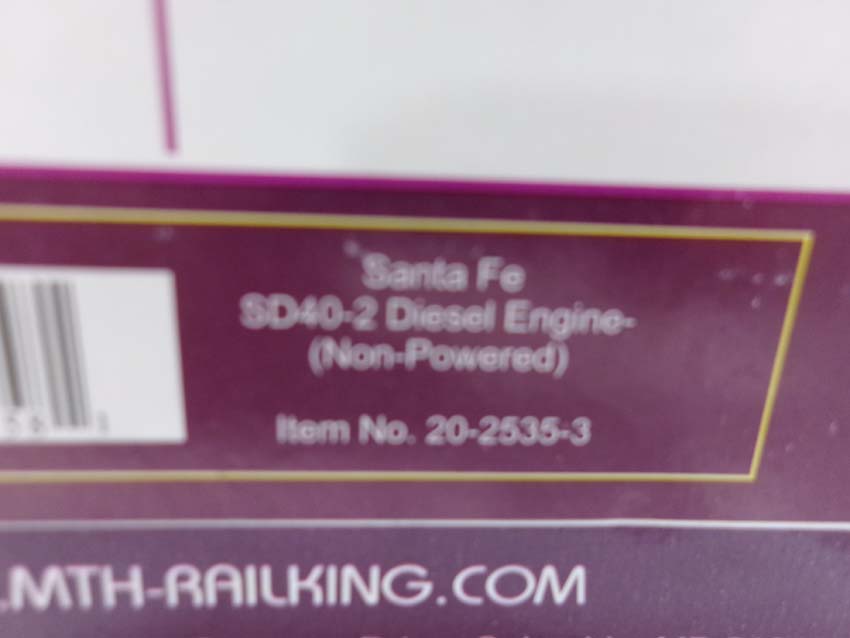 Santa Fe
SD40-2 Diesel Engine-
(Non-Powered)
Item No. 20-2535-3
.MTH-RAILKING.COM